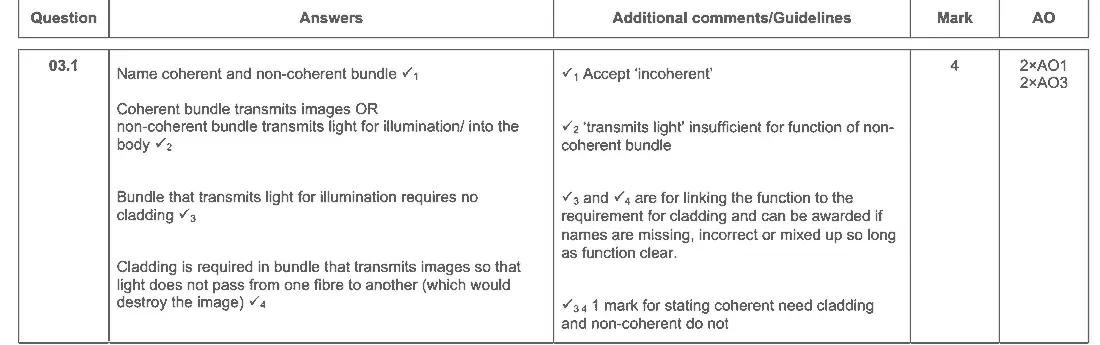 Question Answers Additional comments/Guidelines Mark AO
03.1 Name coherent and non-coherent bundle ✓1 ✓1 Accept 'incoherent' 4 2×AO1
2×AO3
Coherent bundle transmits images OR
non-coherent bundle transmits light for illumination/ into the
body ✓2
✓2 'transmits light' insufficient for function of non-
coherent bundle
Bundle that transmits light for illumination requires no
cladding ✓3
✓3 and ✓4 are for linking the function to the
requirement for cladding and can be awarded if
names are missing, incorrect or mixed up so long
as function clear.
Cladding is required in bundle that transmits images so that
light does not pass from one fibre to another (which would
destroy the image) ✓4
✓3 4 1 mark for stating coherent need cladding
and non-coherent do not